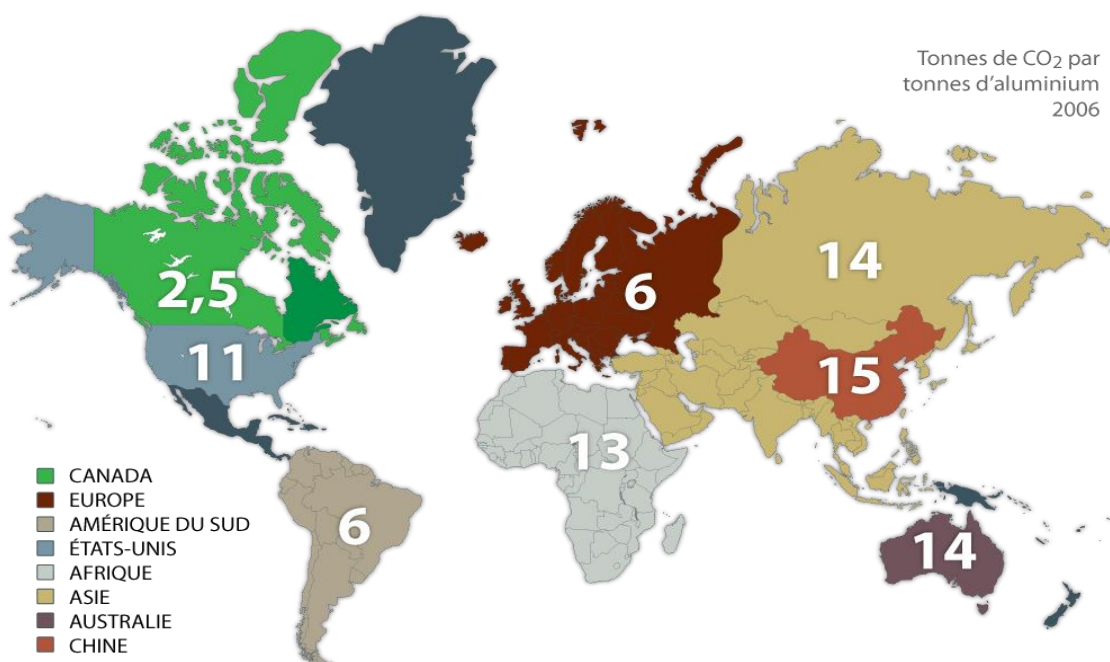 Tonnes de CO2 par
tonnes d'aluminium
2006
14
2,5
6
11
15
13
6
14
CANADA
EUROPE
AMÉRIQUE DU SUD
ÉTATS-UNIS
AFRIQUE
ASIE
AUSTRALIE
CHINE